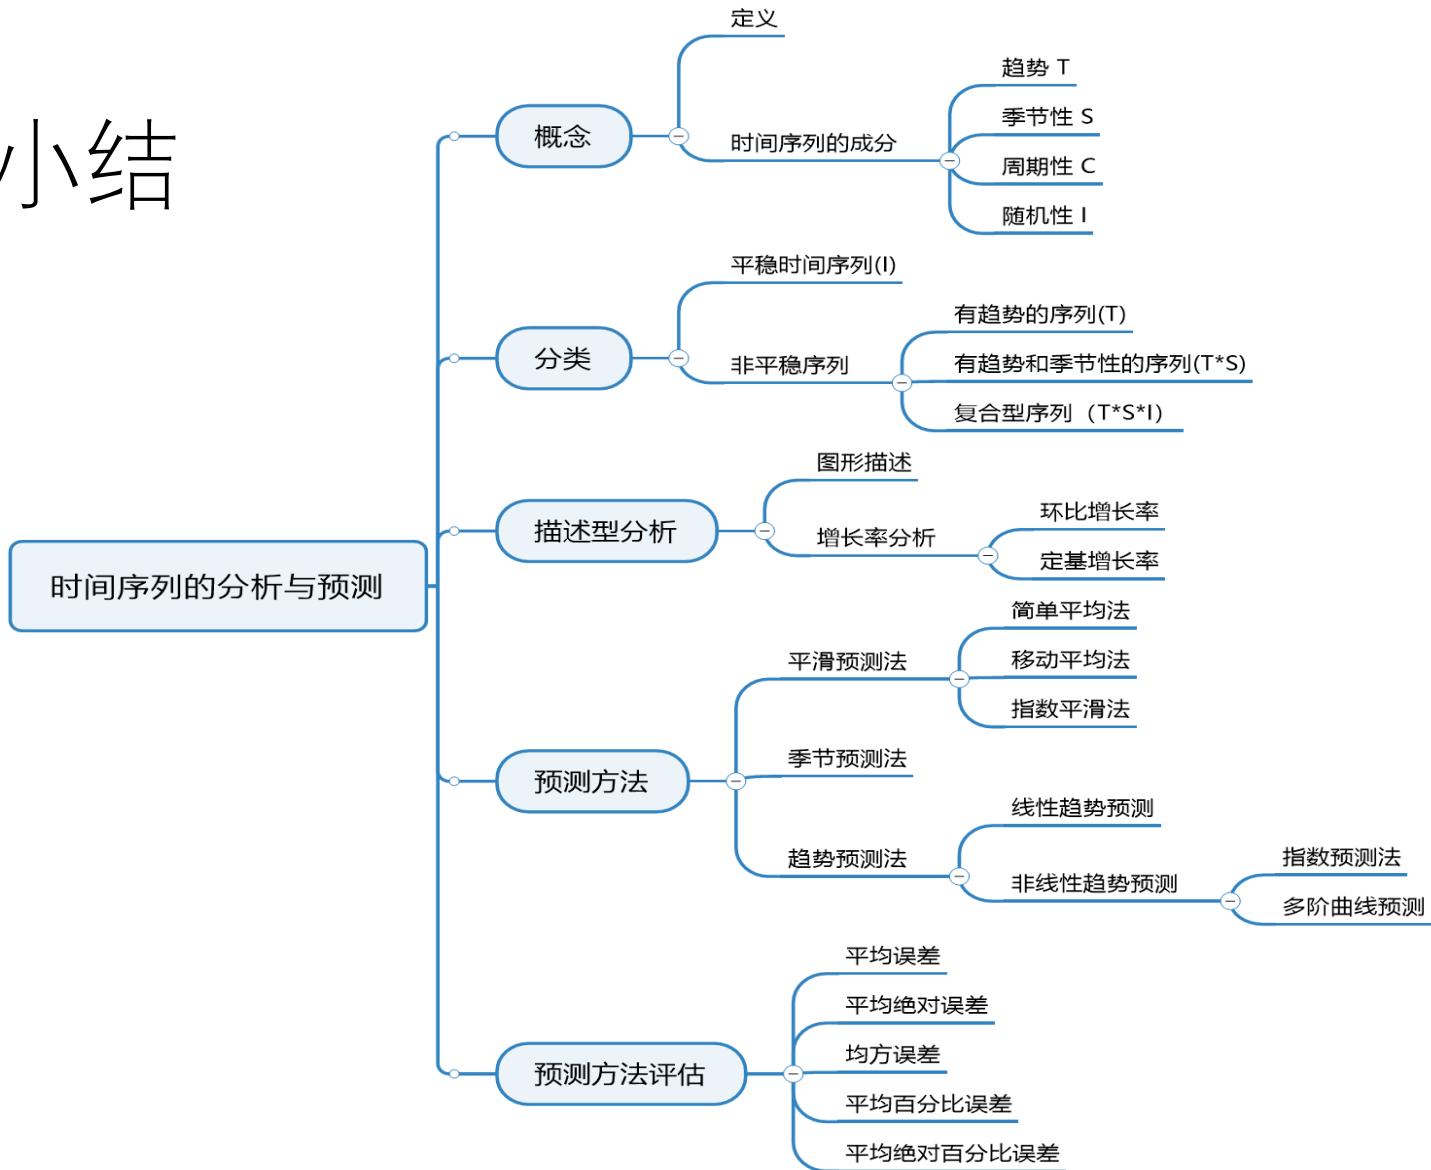 小结
时间序列的分析与预测
概念
定义
时间序列的成分
趋势 T
季节性 S
周期性 C
随机性 I
分类
平稳时间序列(I)
非平稳序列
有趋势的序列(T)
有趋势和季节性的序列(T*S)
复合型序列（T*S*I）
描述型分析
图形描述
增长率分析
环比增长率
定基增长率
预测方法
平滑预测法
简单平均法
移动平均法
指数平滑法
季节预测法
趋势预测法
线性趋势预测
非线性趋势预测
指数预测法
多阶曲线预测
预测方法评估
平均误差
平均绝对误差
均方误差
平均百分比误差
平均绝对百分比误差